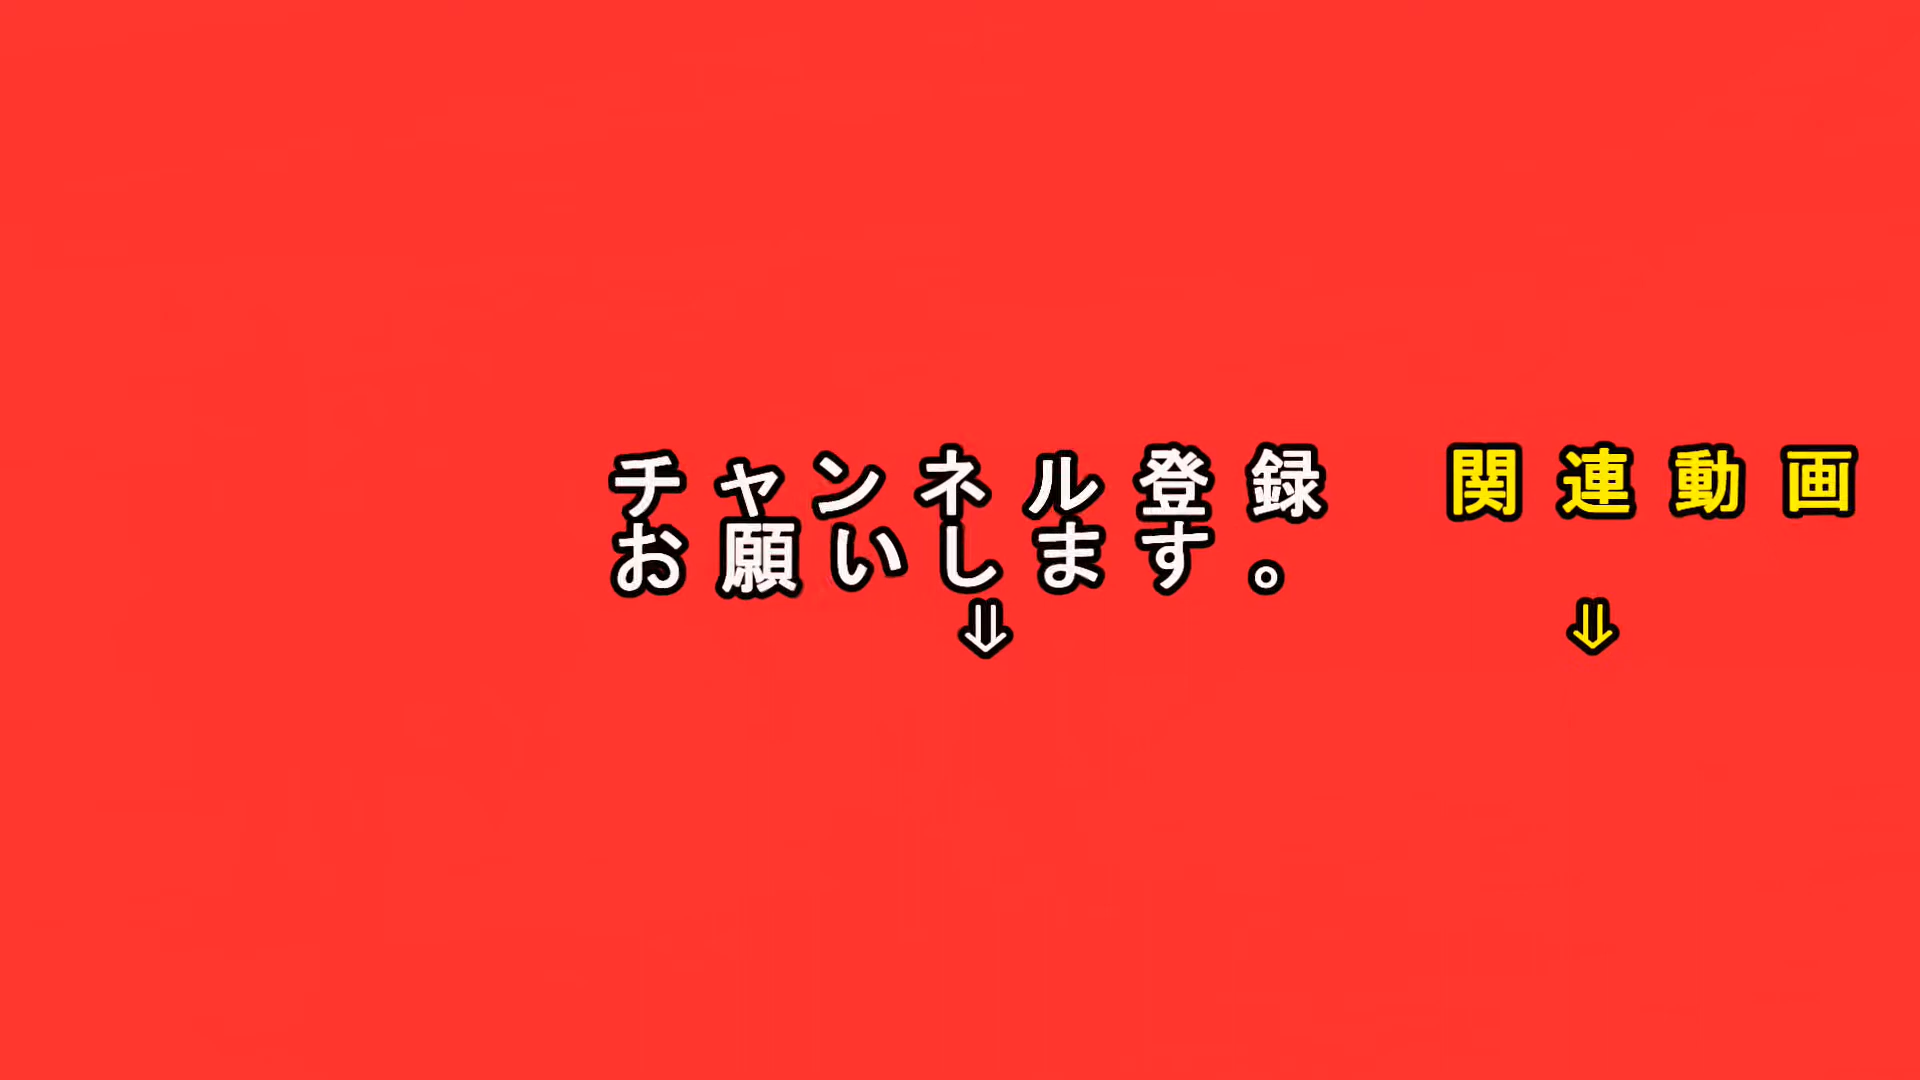 チャンネル登録
お願いします。
⇓
関連動画
⇓